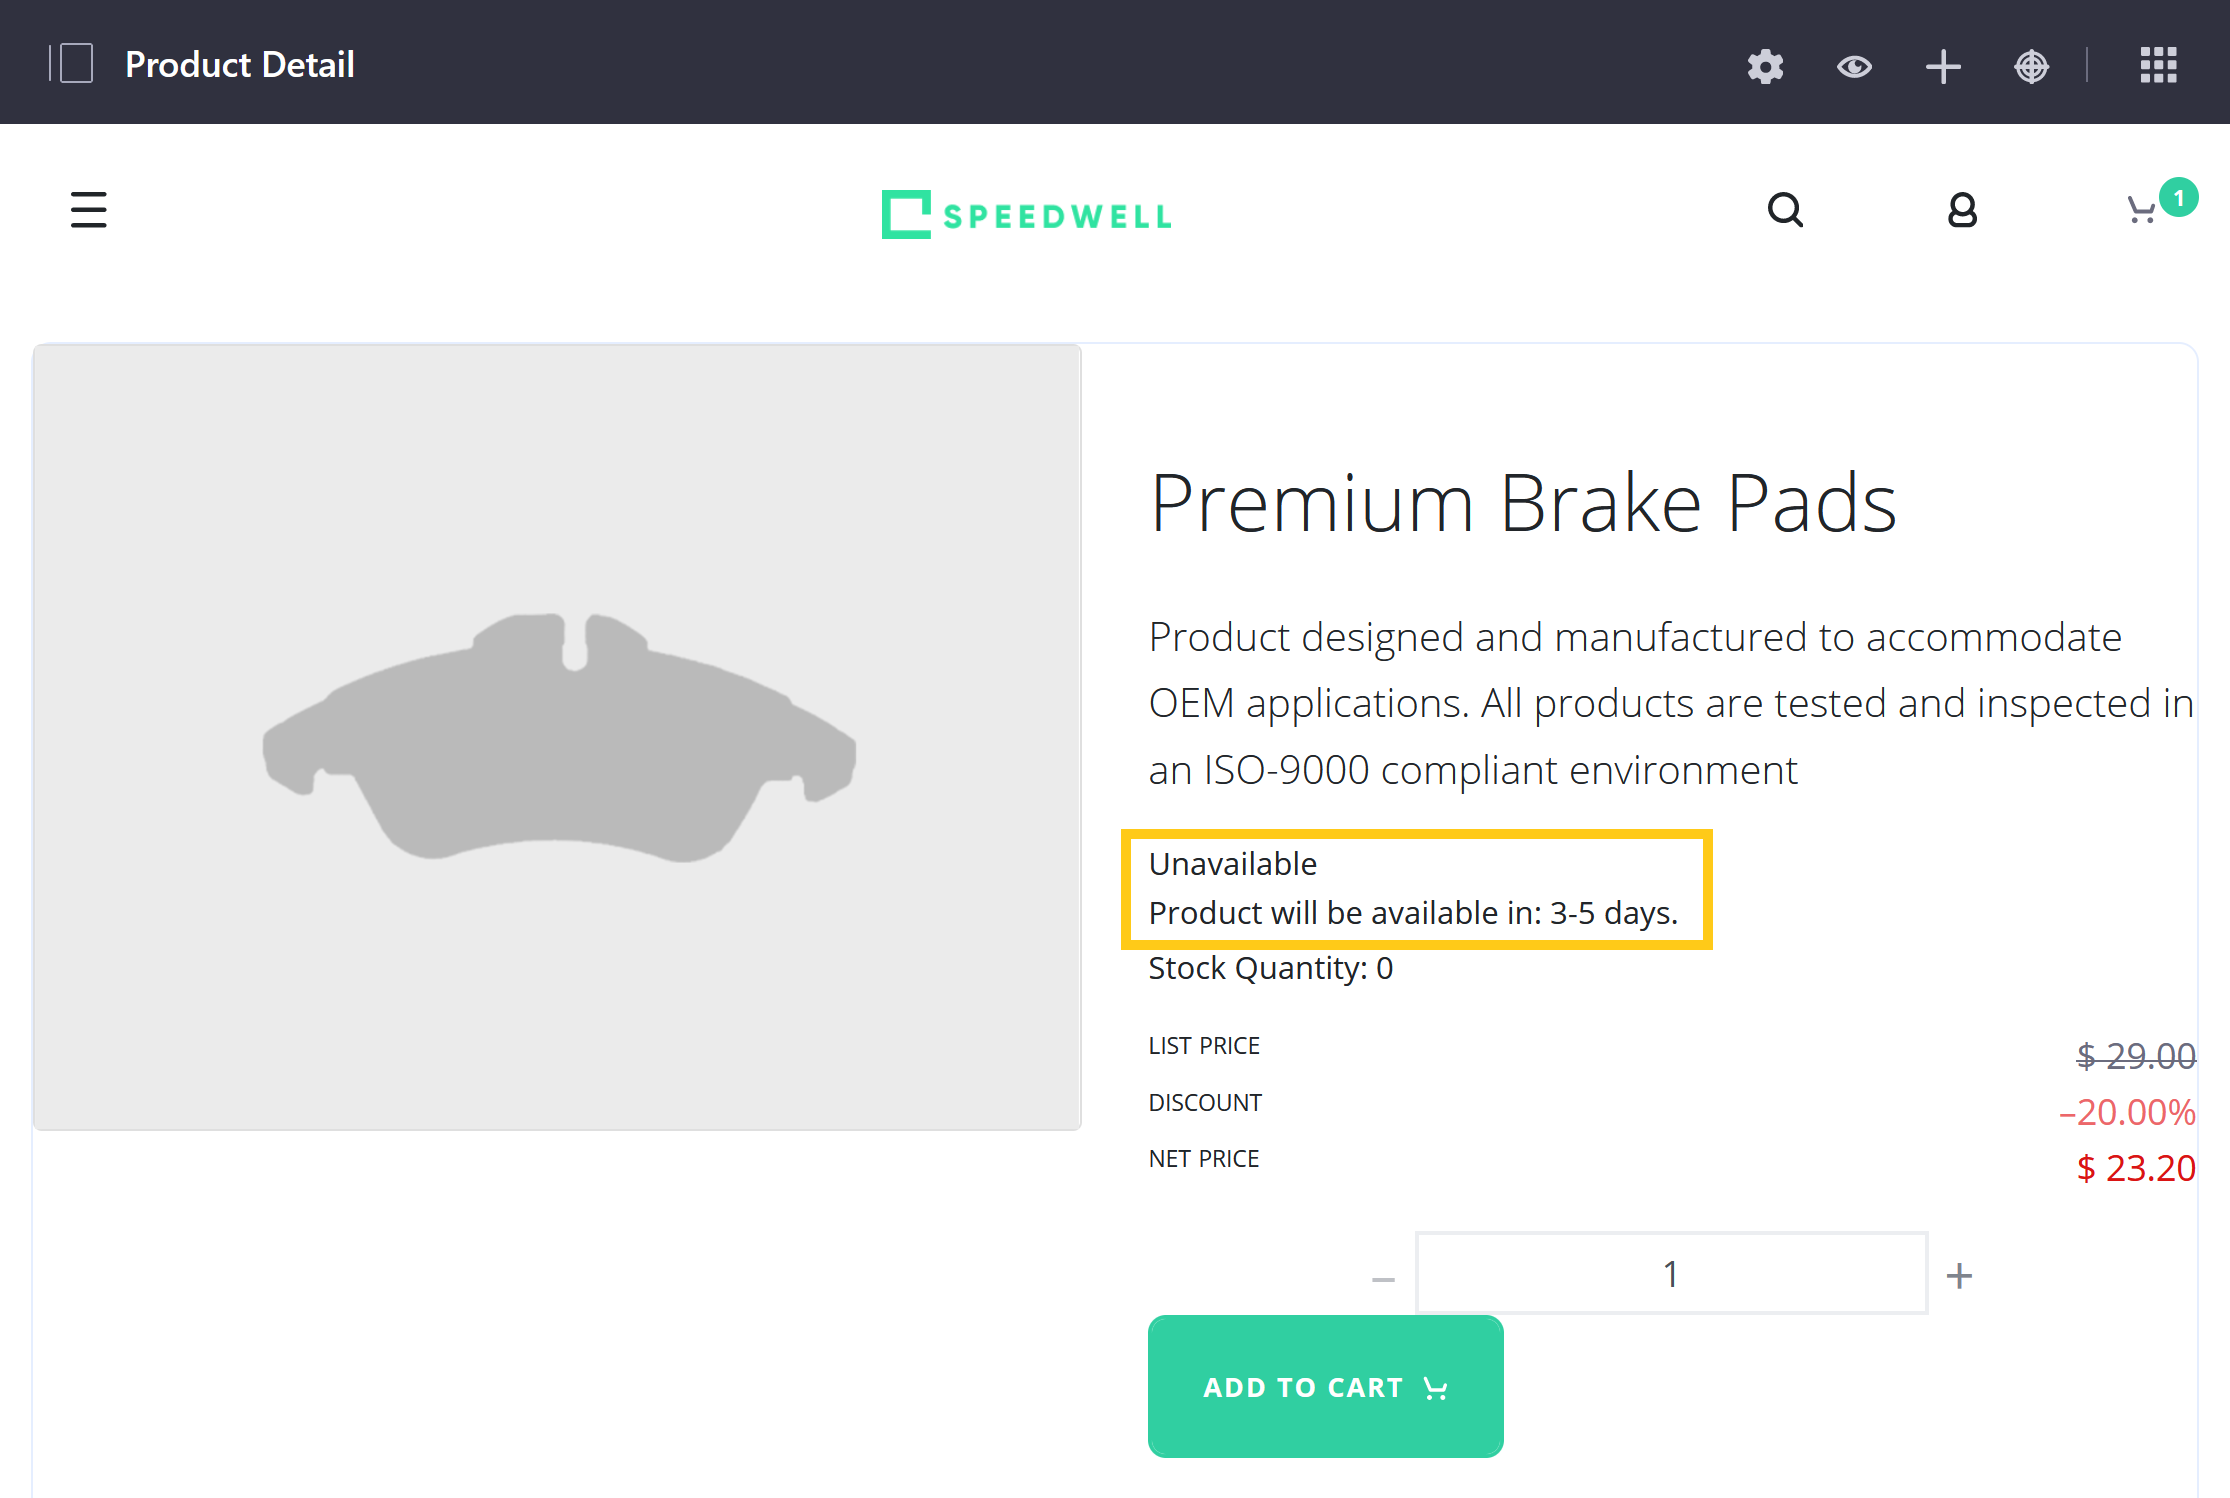 Product Detail
SPEEDWELL
1
Premium Brake Pads
Product designed and manufactured to accommodate
OEM applications. All products are tested and inspected in
an ISO-9000 compliant environment
Unavailable
Product will be available in: 3-5 days.
Stock Quantity: 0
LIST PRICE $ 29.00
DISCOUNT –20.00%
NET PRICE $ 23.20
– 1 +
ADD TO CART